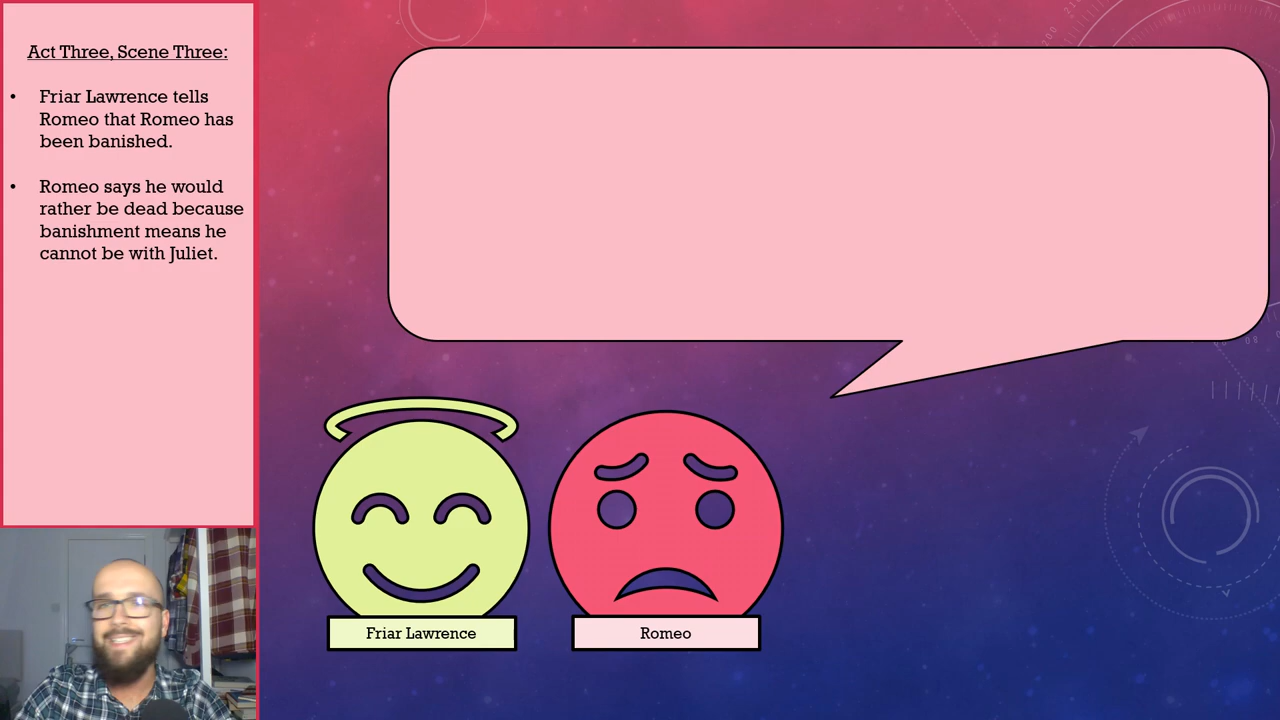 Act Three, Scene Three:
• Friar Lawrence tells
Romeo that Romeo has
been banished.
• Romeo says he would
rather be dead because
banishment means he
cannot be with Juliet.
Friar Lawrence
Romeo